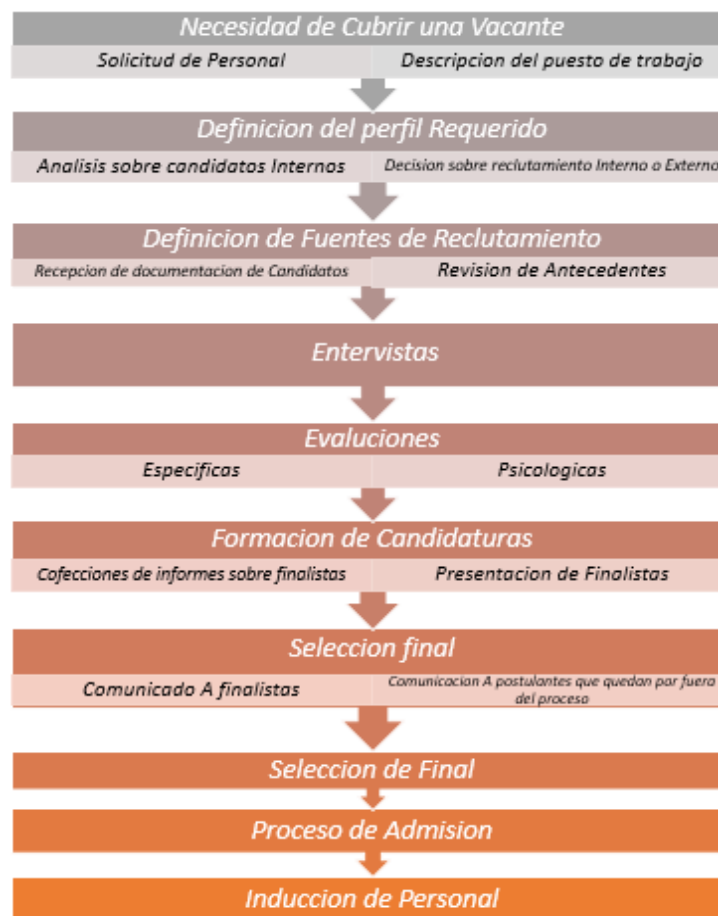 Necesidad de Cubrir una Vacante
Solicitud de Personal
Descripcion del puesto de trabajo
Definicion del perfil Requerido
Analisis sobre candidatos Internos
Decision sobre reclutamiento Interno o Externo
Definicion de Fuentes de Reclutamiento
Recepcion de documentacion de Candidatos
Revision de Antecedentes
Entervistas
Evaluciones
Específicas
Psicologicas
Formacion de Candidaturas
Cofecciones de informes sobre finalistas
Presentacion de Finalistas
Seleccion final
Comunicado A finalistas
Comunicacion A postulantes que quedan por fuera
del proceso
Seleccion de Final
Proceso de Admision
Induccion de Personal